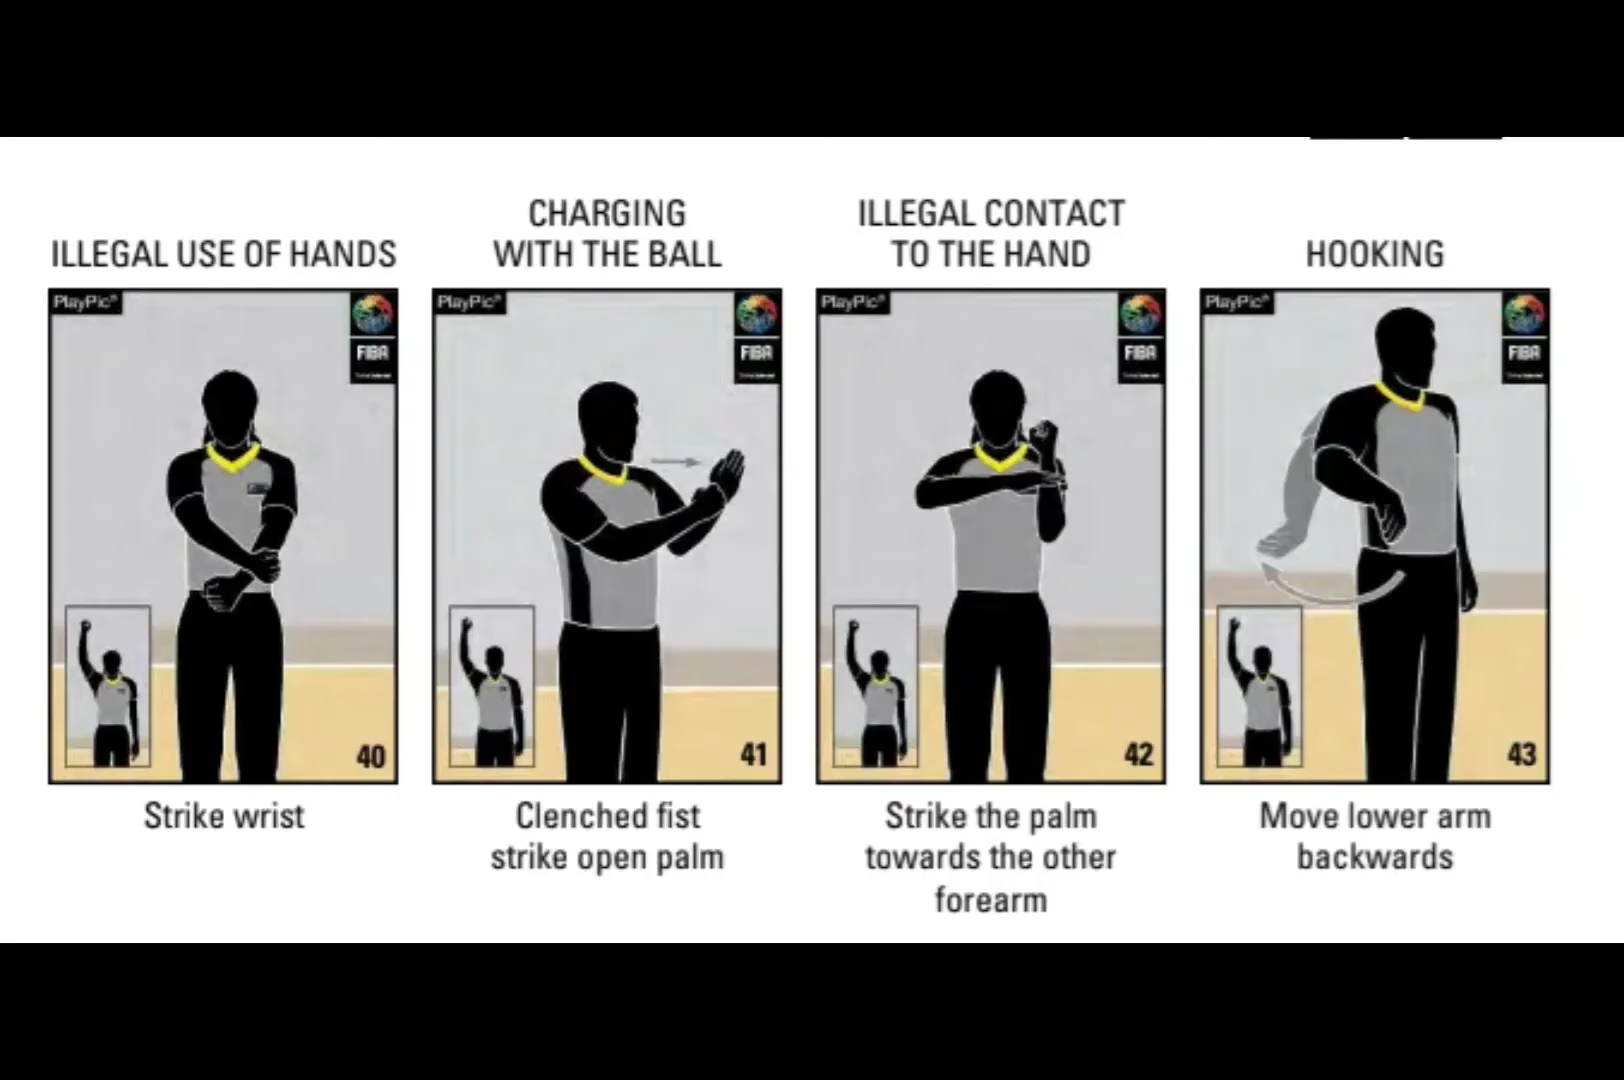 ILLEGAL USE OF HANDS
CHARGING
WITH THE BALL
ILLEGAL CONTACT
TO THE HAND
HOOKING
PlayPic®
FIBA
40
PlayPic®
FIBA
41
PlayPic®
FIBA
42
PlayPic®
FIBA
43
Strike wrist
Clenched fist
strike open palm
Strike the palm
towards the other
forearm
Move lower arm
backwards